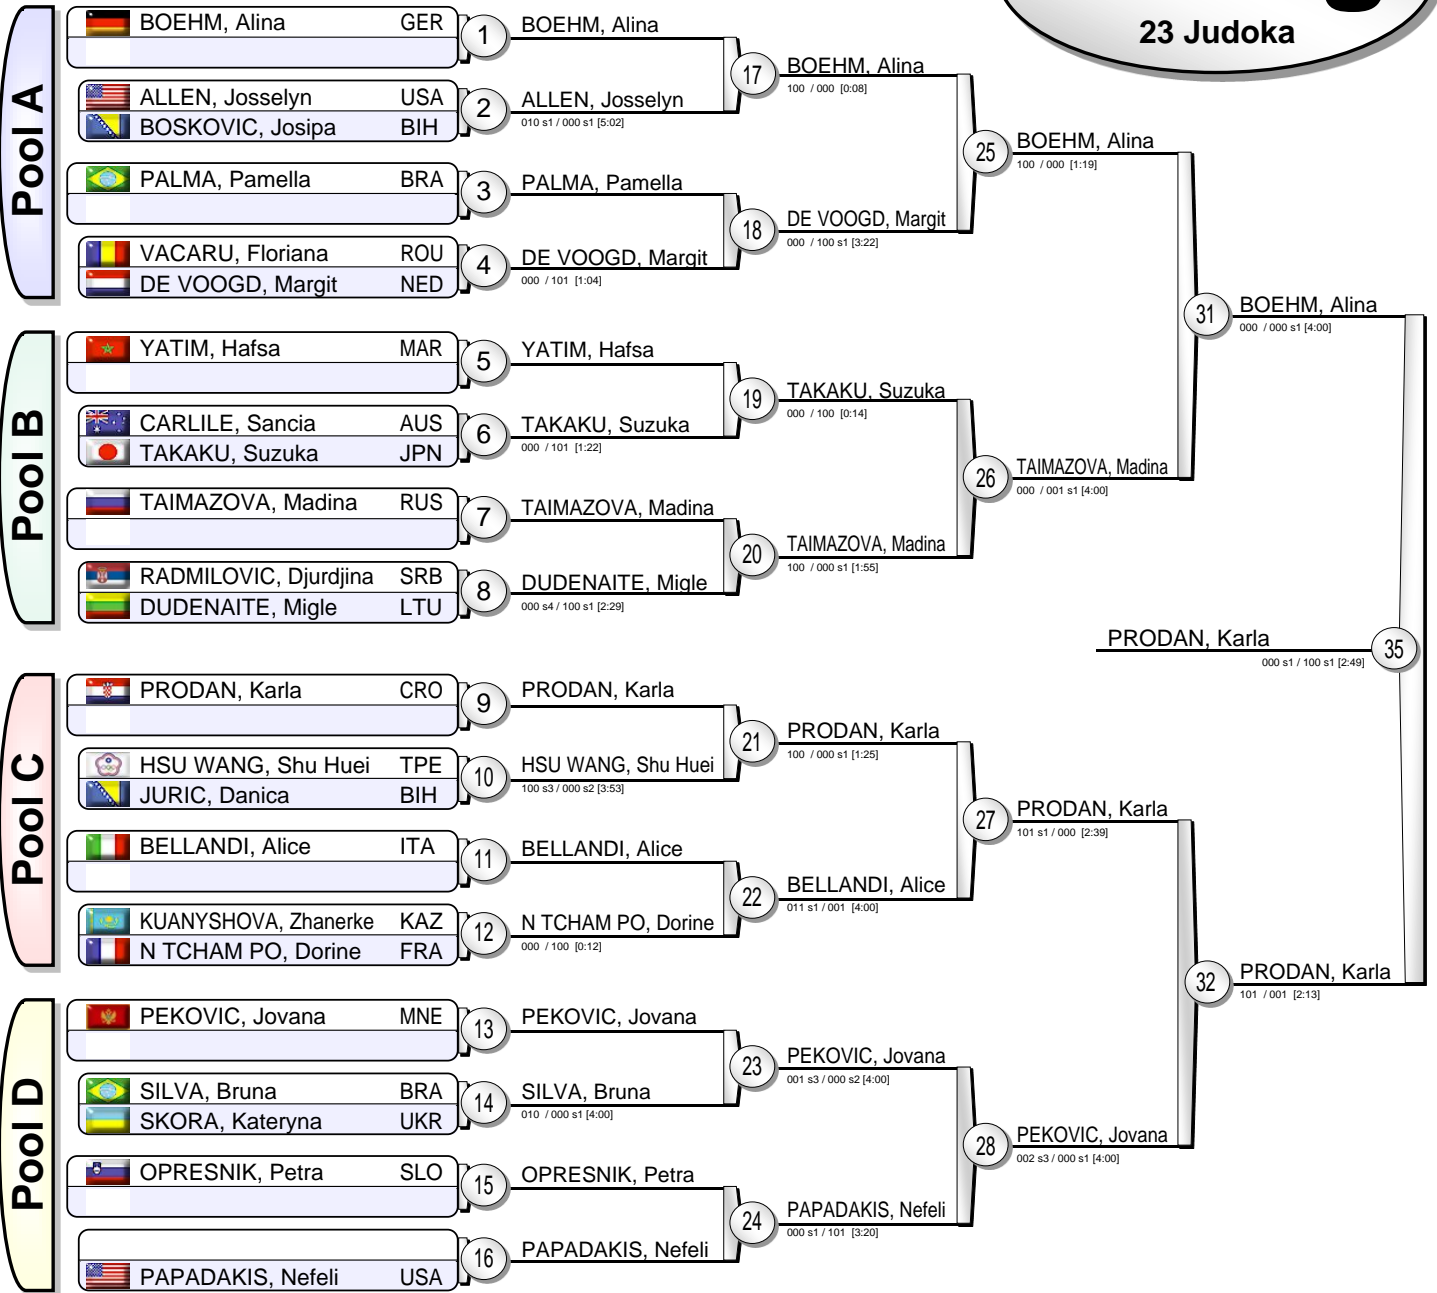 23 Judoka
Pool A
BOEHM, Alina GER
1
ALLEN, Josselyn USA
BOSKOVIC, Josipa BIH
2
PALMA, Pamella BRA
3
VACARU, Floriana ROU
DE VOOGD, Margit NED
4
Pool B
YATIM, Hafsa MAR
5
CARLILE, Sancia AUS
TAKAKU, Suzuka JPN
6
TAIMAZOVA, Madina RUS
7
RADMILOVIC, Djurdjina SRB
DUDENAITE, Migle LTU
8
Pool C
PRODAN, Karla CRO
9
HSU WANG, Shu Huei TPE
JURIC, Danica BIH
10
BELLANDI, Alice ITA
11
KUANYSHOVA, Zhanerke KAZ
N TCHAM PO, Dorine FRA
12
Pool D
PEKOVIC, Jovana MNE
13
SILVA, Bruna BRA
SKORA, Kateryna UKR
14
OPRESNIK, Petra SLO
15
PAPADAKIS, Nefeli USA
16
BOEHM, Alina
ALLEN, Josselyn
010 s1 / 000 s1 [5:02]
PALMA, Pamella
DE VOOGD, Margit
000 / 101 [1:04]
YATIM, Hafsa
TAKAKU, Suzuka
000 / 101 [1:22]
TAIMAZOVA, Madina
DUDENAITE, Migle
000 s4 / 100 s1 [2:29]
PRODAN, Karla
HSU WANG, Shu Huei
100 s3 / 000 s2 [3:53]
BELLANDI, Alice
N TCHAM PO, Dorine
000 / 100 [0:12]
PEKOVIC, Jovana
SILVA, Bruna
010 / 000 s1 [4:00]
OPRESNIK, Petra
PAPADAKIS, Nefeli
17
BOEHM, Alina
100 / 000 [0:08]
18
DE VOOGD, Margit
000 / 100 s1 [3:22]
19
TAKAKU, Suzuka
000 / 100 [0:14]
20
TAIMAZOVA, Madina
100 / 000 s1 [1:55]
21
PRODAN, Karla
100 / 000 s1 [1:25]
22
BELLANDI, Alice
011 s1 / 001 [4:00]
23
PEKOVIC, Jovana
001 s3 / 000 s2 [4:00]
24
PAPADAKIS, Nefeli
000 s1 / 101 [3:20]
25
BOEHM, Alina
100 / 000 [1:19]
26
TAIMAZOVA, Madina
000 / 001 s1 [4:00]
27
PRODAN, Karla
101 s1 / 000 [2:39]
28
PEKOVIC, Jovana
002 s3 / 000 s1 [4:00]
31
BOEHM, Alina
000 / 000 s1 [4:00]
32
PRODAN, Karla
101 / 001 [2:13]
PRODAN, Karla
000 s1 / 100 s1 [2:49]
35